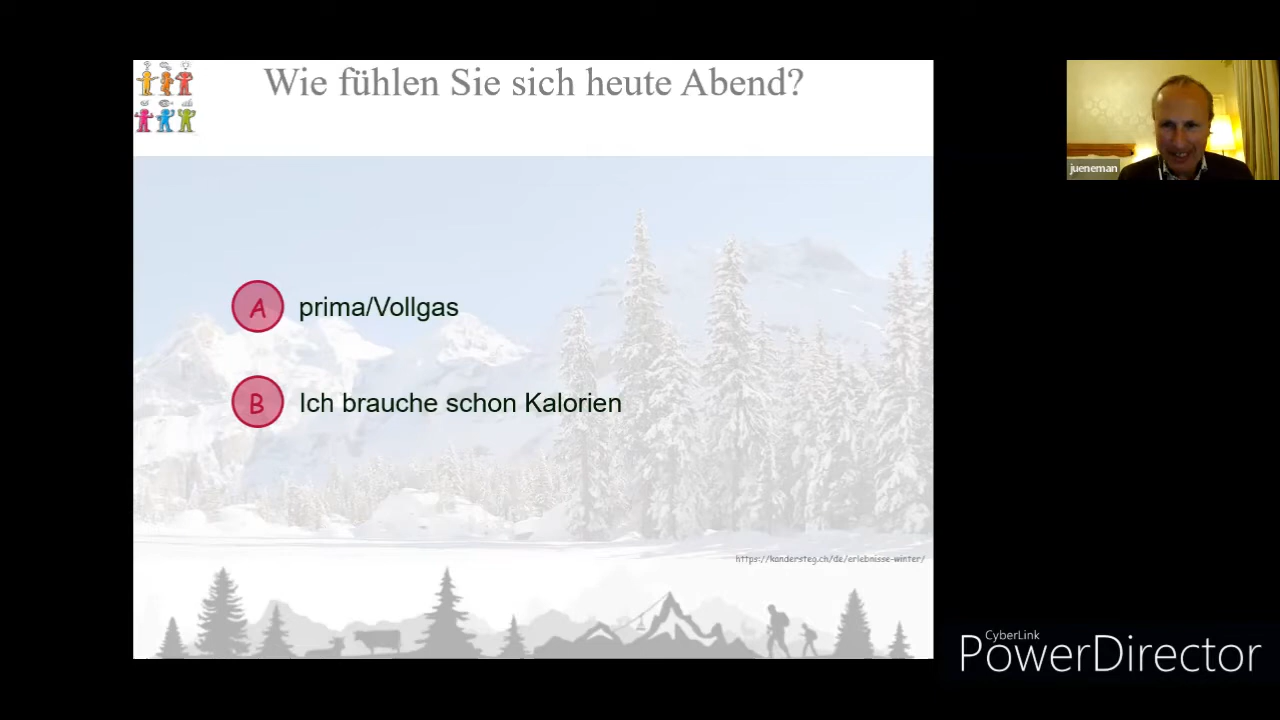 Wie fühlen Sie sich heute Abend?
jueneman
A prima/Vollgas
B Ich brauche schon Kalorien
https://kandersteg.ch/de/erlebnisse-winter/
CyberLink
PowerDirector